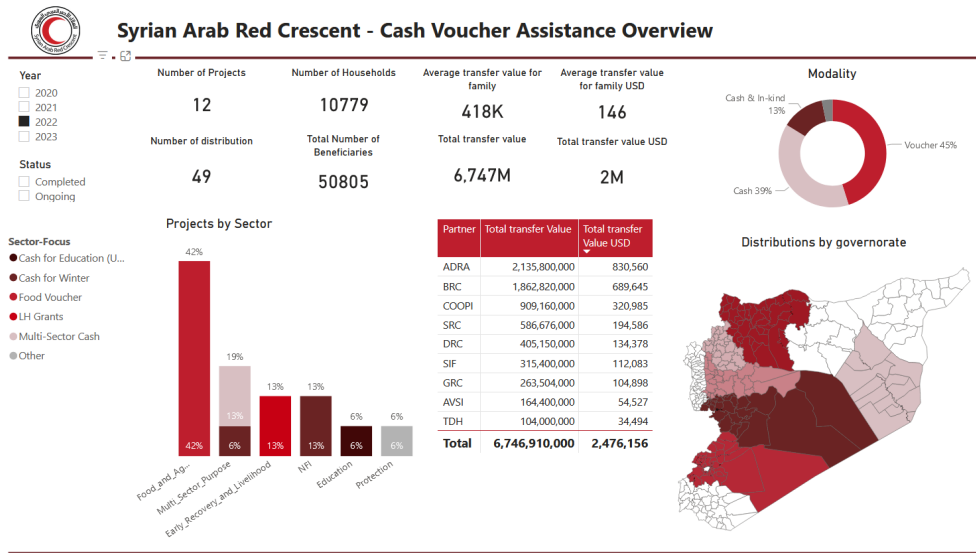 Syrian Arab Red Crescent - Cash Voucher Assistance Overview
Syrian Arab Red Crescent
Year
2020
2021
2022
2023
Status
Completed
Ongoing
Number of Projects
12
Number of Households
10779
Average transfer value for
family
418K
Average transfer value
for family USD
146
Number of distribution
49
Total Number of
Beneficiaries
50805
Total transfer value
6,747M
Total transfer value USD
2M
Modality
Cash & In-kind
13%
Voucher 45%
Cash 39%
Sector-Focus
Cash for Education (U...
Cash for Winter
Food Voucher
LH Grants
Multi-Sector Cash
Other
Projects by Sector
42%
19%
13%
13%
6%
6%
13%
42%
6%
13%
13%
6%
6%
Food_and_Ag...
Multi_Sector_Purpose
Early_Recovery_and_Livelihood
NFI
Education
Protection
Partner Total transfer Value Total transfer
Value USD
ADRA 2,135,800,000 830,560
BRC 1,862,820,000 689,645
COOPI 909,160,000 320,985
SRC 586,676,000 194,586
DRC 405,150,000 134,378
SIF 315,400,000 112,083
GRC 263,504,000 104,898
AVSI 164,400,000 54,527
TDH 104,000,000 34,494
Total 6,746,910,000 2,476,156
Distributions by governorate